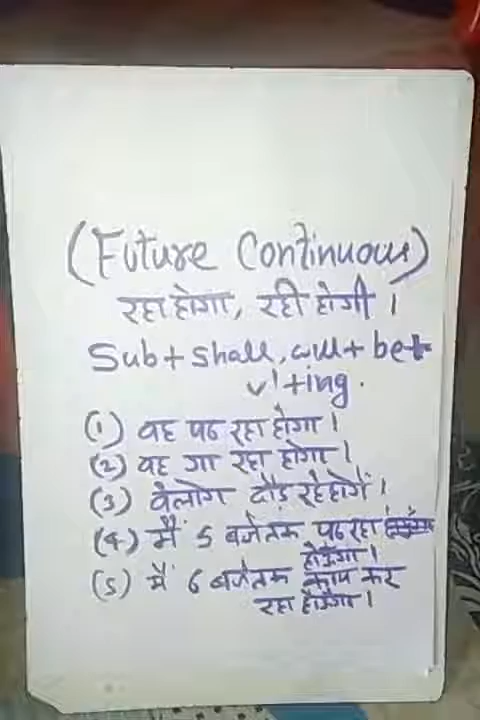 (Future Continuous)
रहा होगा, रही होगी ।
Sub + shall, will + be +
v¹ + ing .
(1) वह पढ रहा होगा ।
(2) वह गा रहा होगा ।
(3) वेलोग दौड़ रहे होगें ।
(4) मैं 5 बजेतक पढ रहा
होऊँगा ।
(5) मैं 6 बजेतक काम कर
रहा होऊँगा ।